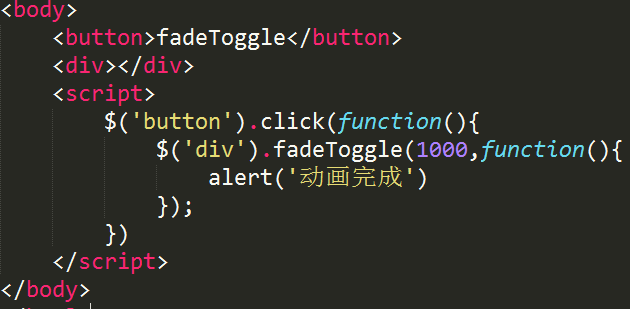 <body>
    <button>fadeToggle</button>
    <div></div>
    <script>
        $('button').click(function(){
            $('div').fadeToggle(1000,function(){
                alert('动画完成')
            });
        })
    </script>
</body>